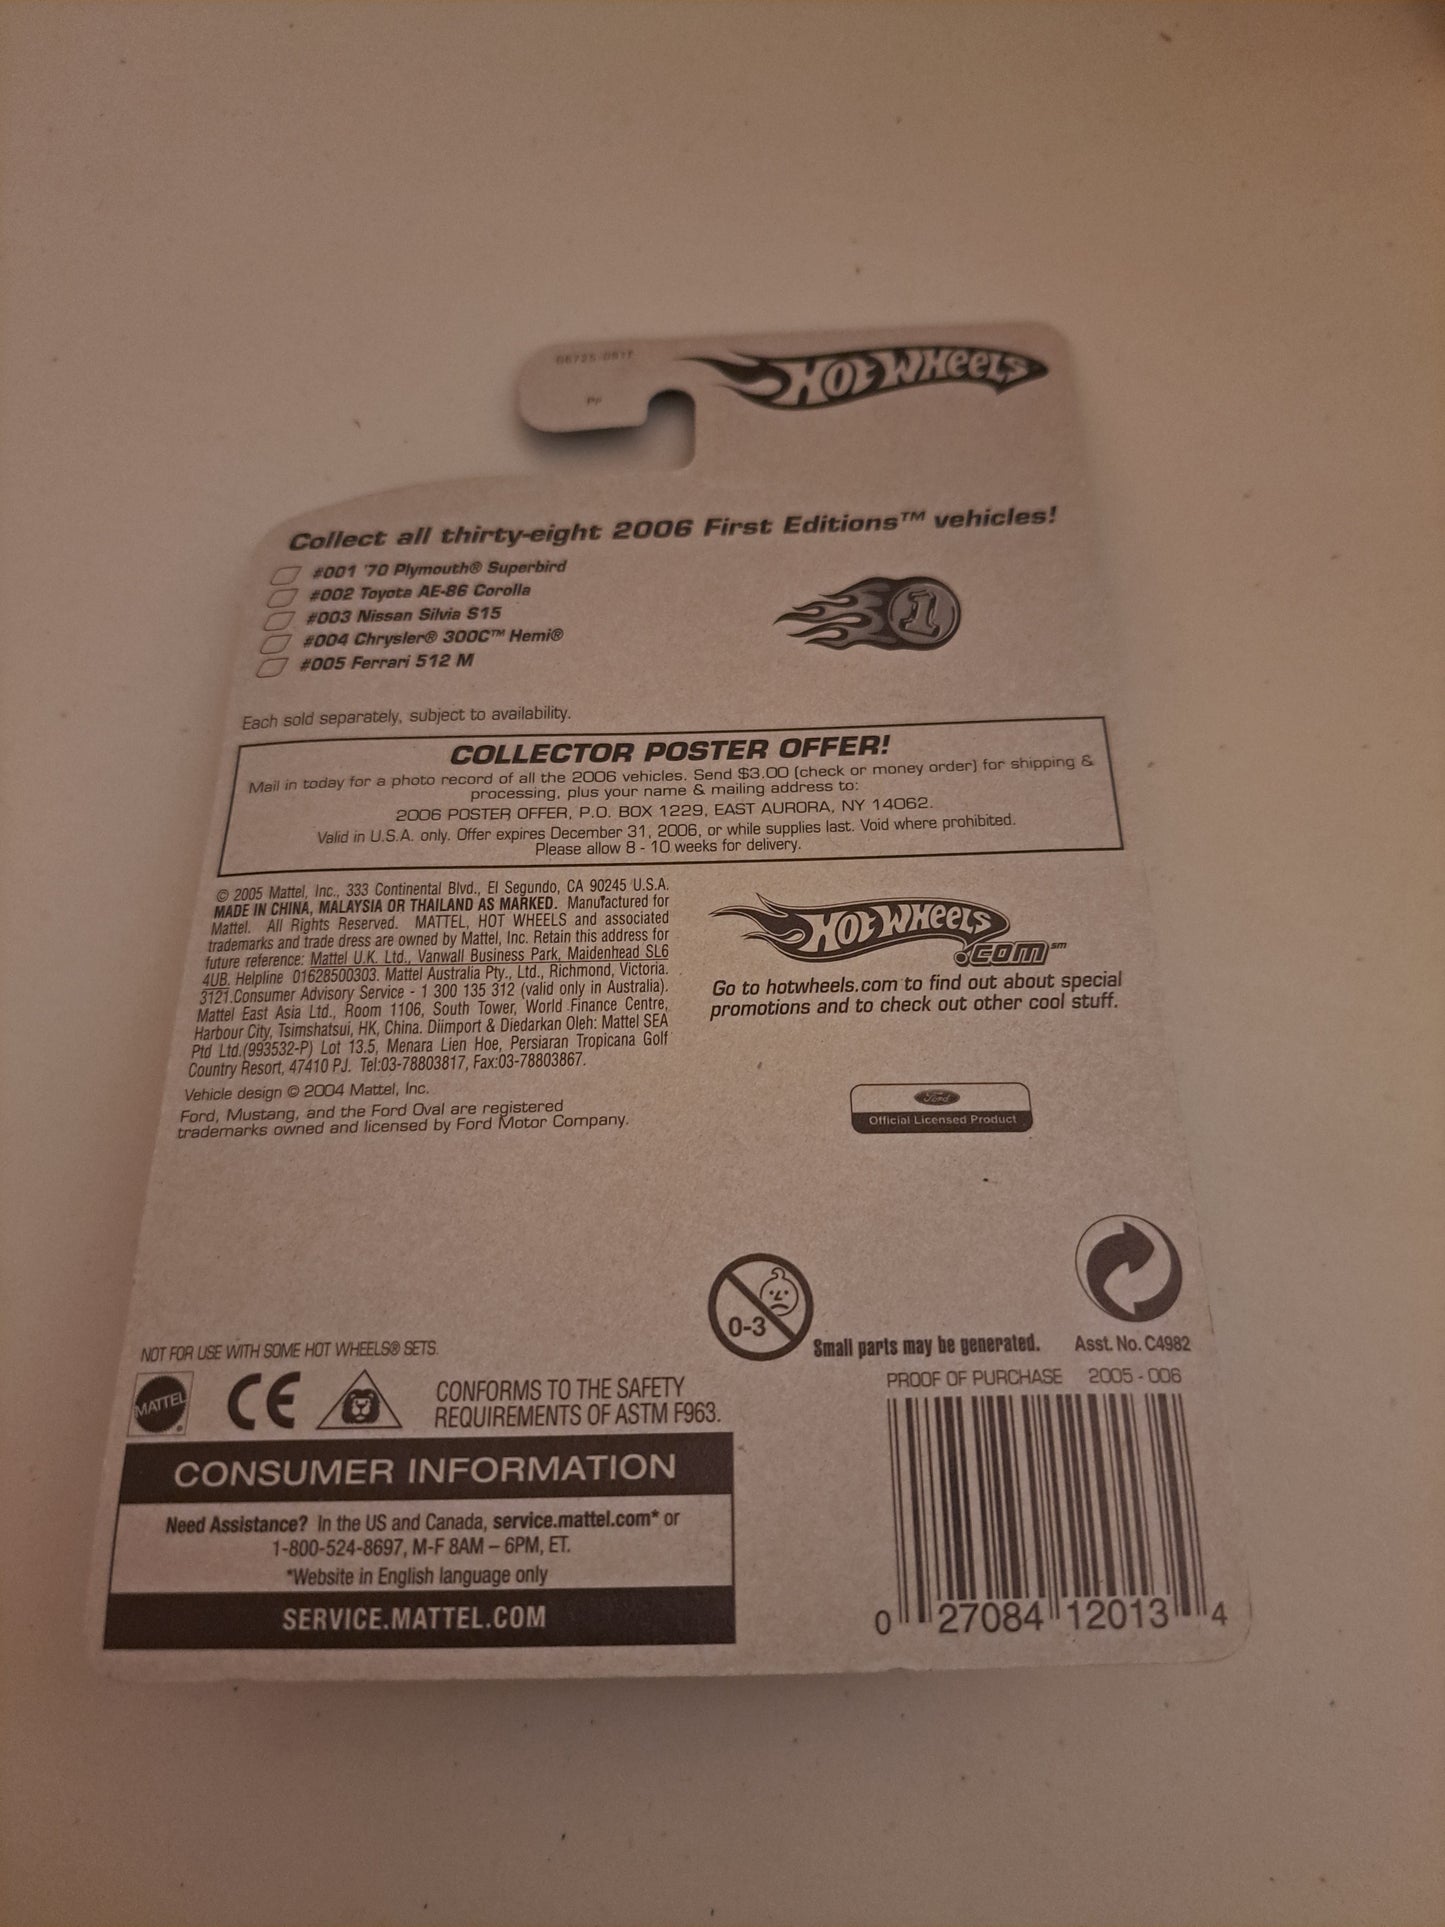 HOT WHEELS
Collect all thirty-eight 2006 First Editions™ vehicles!
#001 '70 Plymouth® Superbird
#002 Toyota AE-86 Corolla
#003 Nissan Silvia S15
#004 Chrysler® 300C™ Hemi®
#005 Ferrari 512 M
1
Each sold separately, subject to availability.
COLLECTOR POSTER OFFER!
Mail in today for a photo record of all the 2006 vehicles. Send $3.00 (check or money order) for shipping &
processing, plus your name & mailing address to:
2006 POSTER OFFER, P.O. BOX 1229, EAST AURORA, NY 14062.
Valid in U.S.A. only. Offer expires December 31, 2006, or while supplies last. Void where prohibited.
Please allow 8 - 10 weeks for delivery.
© 2005 Mattel, Inc., 333 Continental Blvd., El Segundo, CA 90245 U.S.A.
MADE IN CHINA, MALAYSIA OR THAILAND AS MARKED. Manufactured for
Mattel. All Rights Reserved. MATTEL, HOT WHEELS and associated
trademarks and trade dress are owned by Mattel, Inc. Retain this address for
future reference: Mattel U.K. Ltd., Vanwall Business Park, Maidenhead SL6
4UB. Helpline 01628500303. Mattel Australia Pty., Ltd., Richmond, Victoria.
3121.Consumer Advisory Service - 1 300 135 312 (valid only in Australia).
Mattel East Asia Ltd., Room 1106, South Tower, World Finance Centre,
Harbour City, Tsimshatsui, HK, China. Diimport & Diedarkan Oleh: Mattel SEA
Ptd Ltd.(993532-P) Lot 13.5, Menara Lien Hoe, Persiaran Tropicana Golf
Country Resort, 47410 PJ. Tel:03-78803817, Fax:03-78803867.
Vehicle design © 2004 Mattel, Inc.
Ford, Mustang, and the Ford Oval are registered
trademarks owned and licensed by Ford Motor Company.
HOT WHEELS
.COM℠
Go to hotwheels.com to find out about special
promotions and to check out other cool stuff.
Ford
Official Licensed Product
0-3
Small parts may be generated.
Asst. No. C4982
NOT FOR USE WITH SOME HOT WHEELS® SETS.
MATTEL®
CE
CONFORMS TO THE SAFETY
REQUIREMENTS OF ASTM F963.
PROOF OF PURCHASE 2005 - 006
CONSUMER INFORMATION
Need Assistance? In the US and Canada, service.mattel.com* or
1-800-524-8697, M-F 8AM – 6PM, ET.
*Website in English language only
SERVICE.MATTEL.COM
0 27084 12013 4